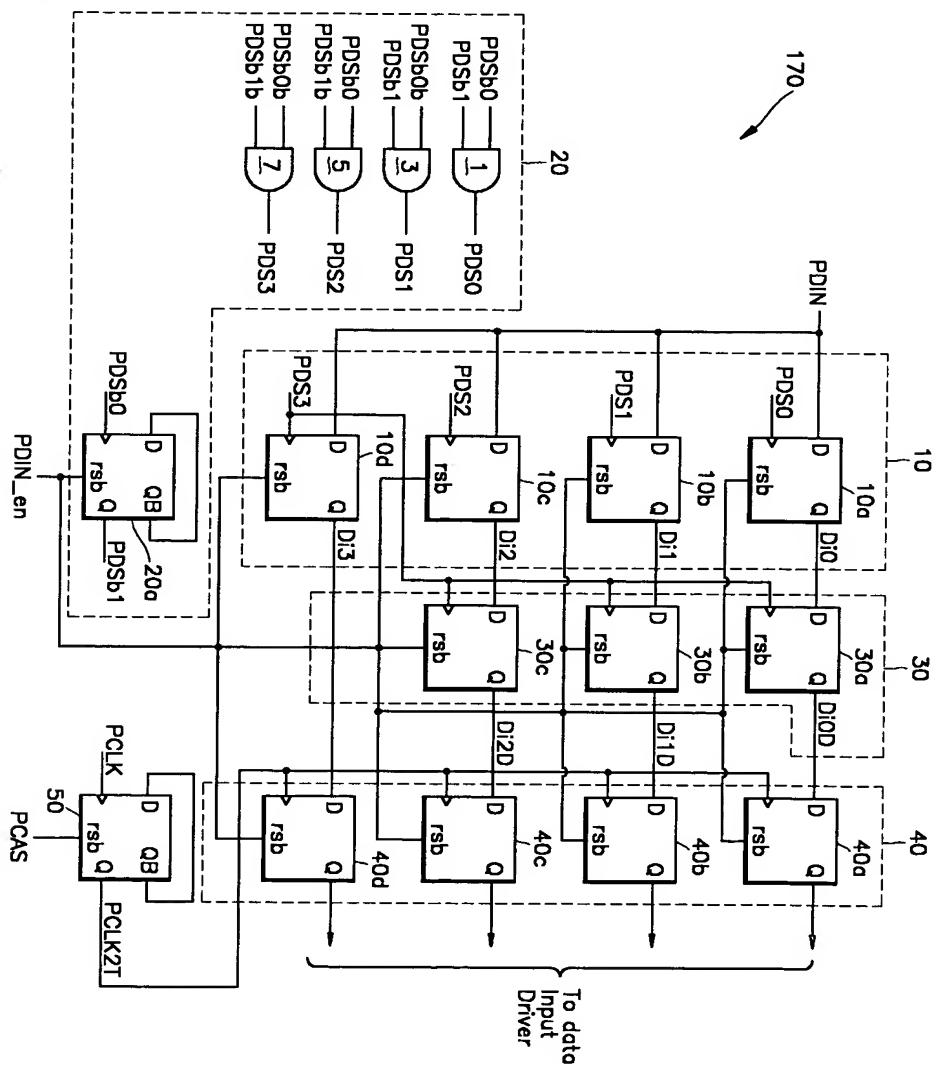 170
PDSb0
PDSb1
1
PDS0
PDSb0b
PDSb1
3
PDS1
PDSb0
PDSb1b
5
PDS2
PDSb0b
PDSb1b
7
PDS3
20
PDIN
10
PDS0
D
Q
rsb
10a
Di0
PDS1
D
Q
rsb
10b
Di1
PDS2
D
Q
rsb
10c
Di2
PDS3
D
Q
rsb
10d
Di3
30
D
Q
rsb
30a
Di0D
D
Q
rsb
30b
Di1D
D
Q
rsb
30c
Di2D
40
D
Q
rsb
40a
D
Q
rsb
40b
D
Q
rsb
40c
D
Q
rsb
40d
To data
Input
Driver
PDSb0
D
QB
rsb
Q
20a
PDSb1
PDIN_en
PCLK
D
QB
rsb
Q
50
PCAS
PCLK2T